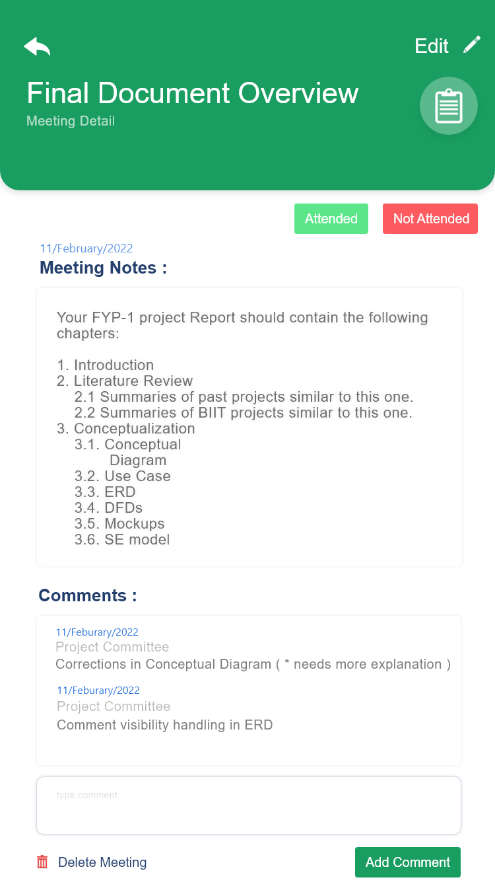 Edit
Final Document Overview
Meeting Detail
Attended
Not Attended
11/February/2022
Meeting Notes :
Your FYP-1 project Report should contain the following
chapters:
1. Introduction
2. Literature Review
2.1 Summaries of past projects similar to this one.
2.2 Summaries of BIIT projects similar to this one.
3. Conceptualization
3.1. Conceptual
Diagram
3.2. Use Case
3.3. ERD
3.4. DFDs
3.5. Mockups
3.6. SE model
Comments :
11/Feburary/2022
Project Committee
Corrections in Conceptual Diagram ( * needs more explanation )
11/Feburary/2022
Project Committee
Comment visibility handling in ERD
type comment
Delete Meeting
Add Comment